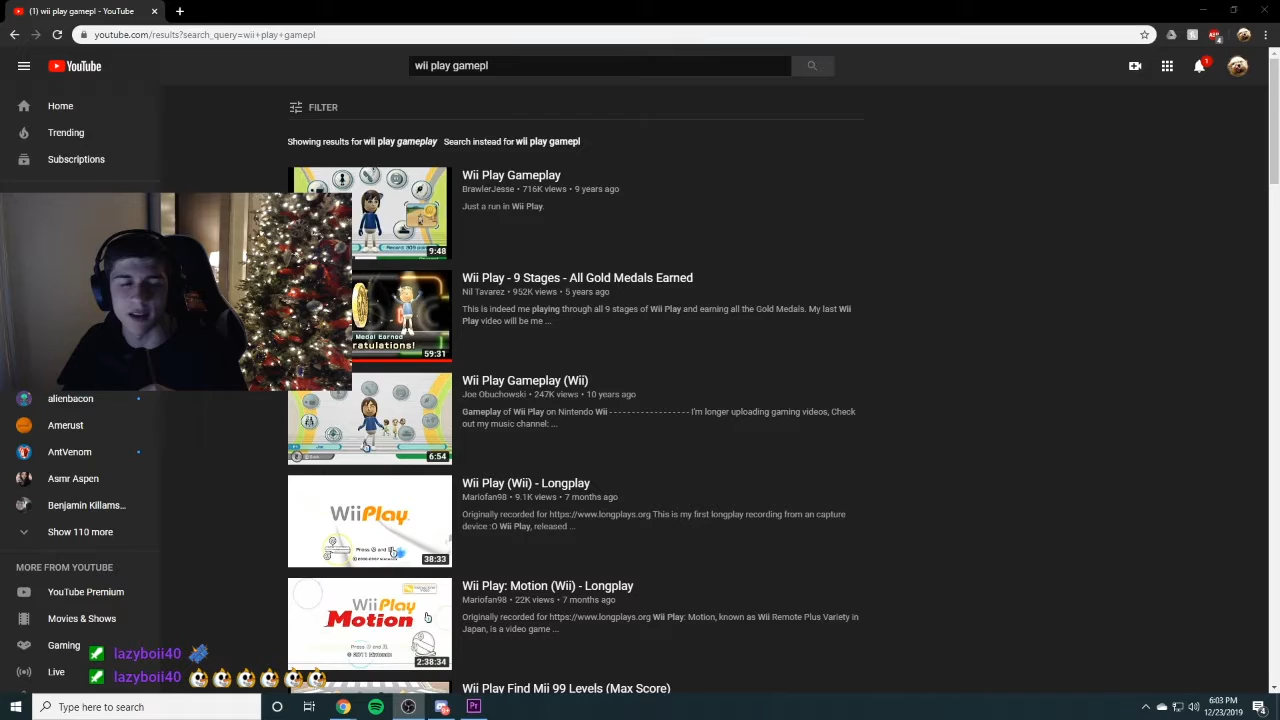 (1) wii play gamepl - YouTube
youtube.com/results?search_query=wii+play+gamepl
YouTube
wii play gamepl
1
Home
Trending
Subscriptions
FILTER
Showing results for wii play gameplay Search instead for wii play gamepl
Wii Play Gameplay
BrawlerJesse • 716K views • 9 years ago
Just a run in Wii Play.
9:48
Wii Play - 9 Stages - All Gold Medals Earned
Nil Tavarez • 952K views • 5 years ago
This is indeed me playing through all 9 stages of Wii Play and earning all the Gold Medals. My last Wii
Play video will be me ...
Medal Earned
ratulations!
59:31
Wii Play Gameplay (Wii)
Joe Obuchowski • 247K views • 10 years ago
Gameplay of Wii Play on Nintendo Wii - - - - - - - - - - - - - - - - - - I'm longer uploading gaming videos, Check
out my music channel: ...
6:54
alienbacon
Amerust
AntVenom
Asmr Aspen
Benjamin Killams...
Show 110 more
Wii Play (Wii) - Longplay
Mariofan98 • 9.1K views • 7 months ago
Originally recorded for https://www.longplays.org This is my first longplay recording from an capture
device :O Wii Play, released ...
WiiPlay
38:33
MORE FROM YOUTUBE
YouTube Premium
Movies & Shows
Gaming
Live
Wii Play: Motion (Wii) - Longplay
Mariofan98 • 22K views • 7 months ago
Originally recorded for https://www.longplays.org Wii Play: Motion, known as Wii Remote Plus Variety in
Japan, is a video game ...
WiiPlay
Motion
2:38:34
lazyboii40
lazyboii40
Wii Play Find Mii 99 Levels (Max Score)
Type here to search
Pr
6:03 PM
12/23/2019
4